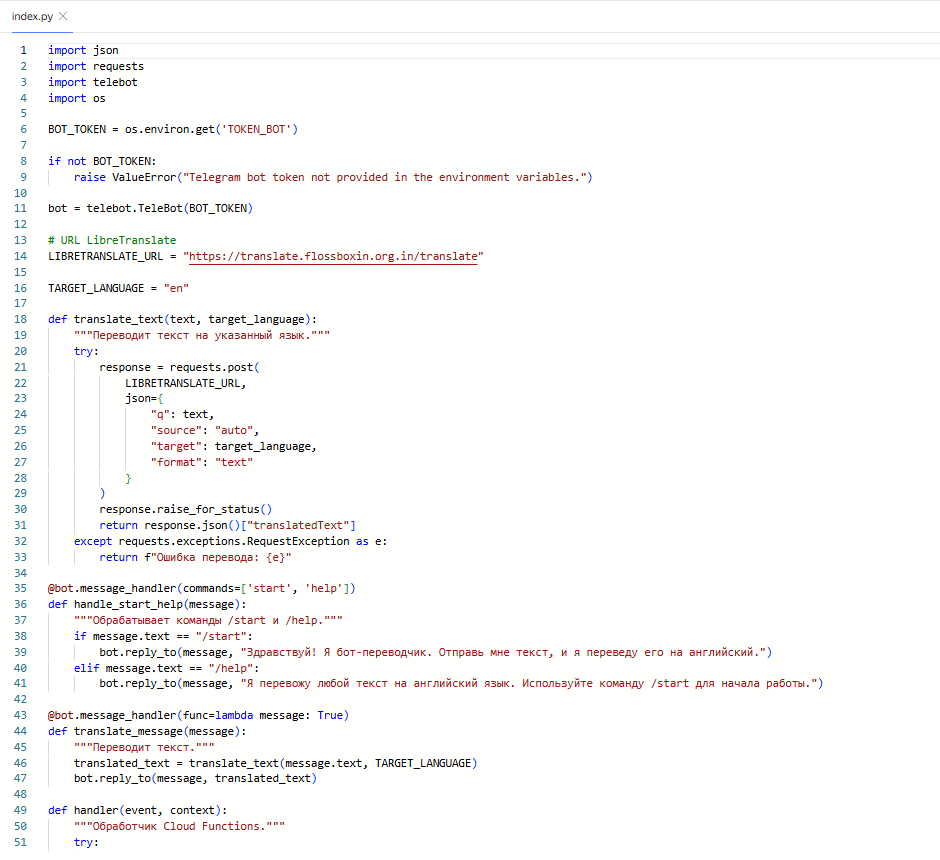 index.py
1 import json
2 import requests
3 import telebot
4 import os
5
6 BOT_TOKEN = os.environ.get('TOKEN_BOT')
7
8 if not BOT_TOKEN:
9     raise ValueError("Telegram bot token not provided in the environment variables.")
10
11 bot = telebot.TeleBot(BOT_TOKEN)
12
13 # URL LibreTranslate
14 LIBRETRANSLATE_URL = "https://translate.flossboxin.org.in/translate"
15
16 TARGET_LANGUAGE = "en"
17
18 def translate_text(text, target_language):
19     """Переводит текст на указанный язык."""
20     try:
21         response = requests.post(
22             LIBRETRANSLATE_URL,
23             json={
24                 "q": text,
25                 "source": "auto",
26                 "target": target_language,
27                 "format": "text"
28             }
29         )
30         response.raise_for_status()
31         return response.json()["translatedText"]
32     except requests.exceptions.RequestException as e:
33         return f"Ошибка перевода: {e}"
34
35 @bot.message_handler(commands=['start', 'help'])
36 def handle_start_help(message):
37     """Обрабатывает команды /start и /help."""
38     if message.text == "/start":
39         bot.reply_to(message, "Здравствуй! Я бот-переводчик. Отправь мне текст, и я переведу его на английский.")
40     elif message.text == "/help":
41         bot.reply_to(message, "Я перевожу любой текст на английский язык. Используйте команду /start для начала работы.")
42
43 @bot.message_handler(func=lambda message: True)
44 def translate_message(message):
45     """Переводит текст."""
46     translated_text = translate_text(message.text, TARGET_LANGUAGE)
47     bot.reply_to(message, translated_text)
48
49 def handler(event, context):
50     """Обработчик Cloud Functions."""
51     try: